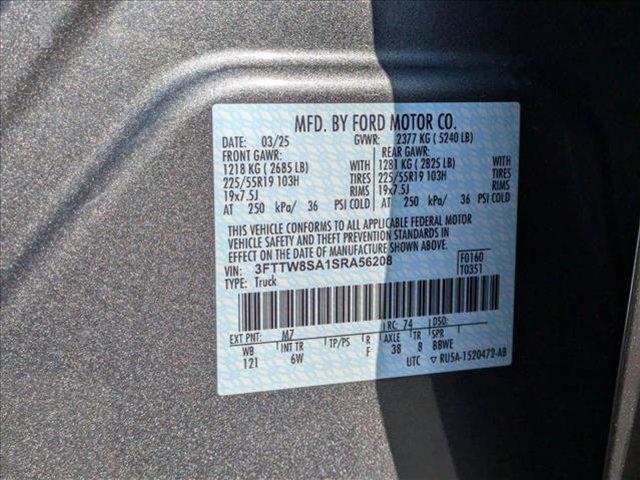 MFD. BY FORD MOTOR CO.
DATE: 03/25 GVWR: 2377 KG ( 5240 LB)
FRONT GAWR: REAR GAWR:
1218 KG ( 2685 LB) WITH 1281 KG ( 2825 LB) WITH
225/55R19 103H TIRES 225/55R19 103H TIRES
19x7.5J RIMS 19x7.5J RIMS
AT 250 kPa/ 36 PSI COLD AT 250 kPa/ 36 PSI COLD
THIS VEHICLE CONFORMS TO ALL APPLICABLE FEDERAL MOTOR
VEHICLE SAFETY AND BUMPER AND THEFT PREVENTION STANDARDS IN
EFFECT ON THE DATE OF MANUFACTURE SHOWN ABOVE.
VIN: 3FTTW8SA1SRA56208 F0160
TYPE: Truck T0351
EXT PNT: M7 RC: 74 DSO:
WB INT TR TP/PS R AXLE TR SPR
121 6W F 38 8 BBWE
UTC ▽ RU5A-1520472-AB